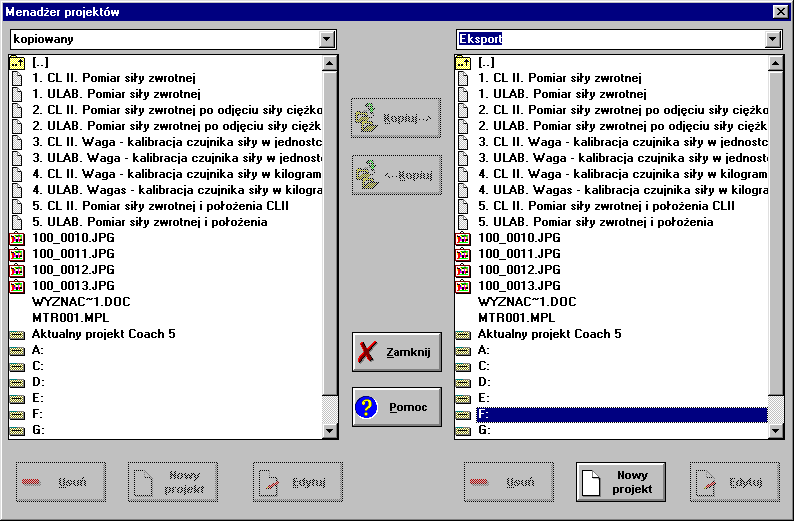 Menadżer projektów
kopiowany
[..]
1. CL II. Pomiar siły zwrotnej
1. ULAB. Pomiar siły zwrotnej
2. CL II. Pomiar siły zwrotnej po odjęciu siły ciężko
2. ULAB. Pomiar siły zwrotnej po odjęciu siły ciężk
3. CL II. Waga - kalibracja czujnika siły w jednostc
3. ULAB. Waga - kalibracja czujnika siły w jednostc
4. CL II. Waga - kalibracja czujnika siły w kilogram
4. ULAB. Wagas - kalibracja czujnika siły w kilogra
5. CL II. Pomiar siły zwrotnej i położenia CLII
5. ULAB. Pomiar siły zwrotnej i położenia
100_0010.JPG
100_0011.JPG
100_0012.JPG
100_0013.JPG
WYZNAC~1.DOC
MTR001.MPL
Aktualny projekt Coach 5
A:
C:
D:
E:
F:
G:
Usuń
Nowy
projekt
Edytuj
Kopiuj-->
<--Kopiuj
Zamknij
Pomoc
Eksport
[..]
1. CL II. Pomiar siły zwrotnej
1. ULAB. Pomiar siły zwrotnej
2. CL II. Pomiar siły zwrotnej po odjęciu siły ciężko
2. ULAB. Pomiar siły zwrotnej po odjęciu siły ciężk
3. CL II. Waga - kalibracja czujnika siły w jednostc
3. ULAB. Waga - kalibracja czujnika siły w jednostc
4. CL II. Waga - kalibracja czujnika siły w kilogram
4. ULAB. Wagas - kalibracja czujnika siły w kilogra
5. CL II. Pomiar siły zwrotnej i położenia CLII
5. ULAB. Pomiar siły zwrotnej i położenia
100_0010.JPG
100_0011.JPG
100_0012.JPG
100_0013.JPG
WYZNAC~1.DOC
MTR001.MPL
Aktualny projekt Coach 5
A:
C:
D:
E:
F:
G:
Usuń
Nowy
projekt
Edytuj